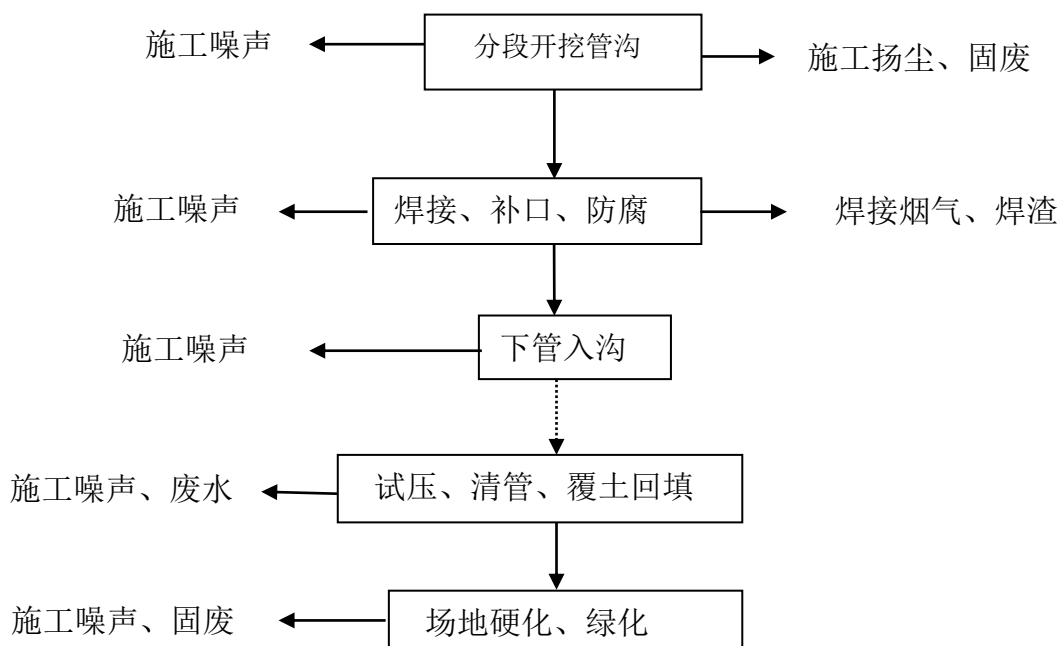 施工噪声
分段开挖管沟
施工扬尘、固废
施工噪声
焊接、补口、防腐
焊接烟气、焊渣
施工噪声
下管入沟
施工噪声、废水
试压、清管、覆土回填
施工噪声、固废
场地硬化、绿化